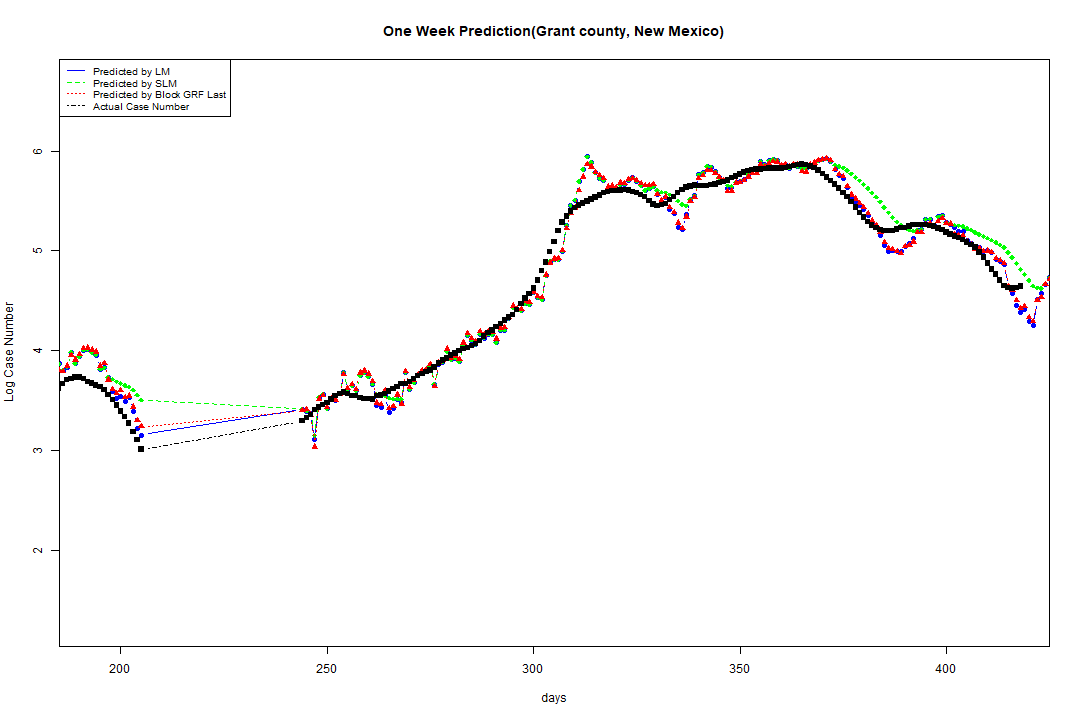 One Week Prediction(Grant county, New Mexico)
Predicted by LM
Predicted by SLM
Predicted by Block GRF Last
Actual Case Number
6
5
4
3
2
Log Case Number
200 250 300 350 400
days